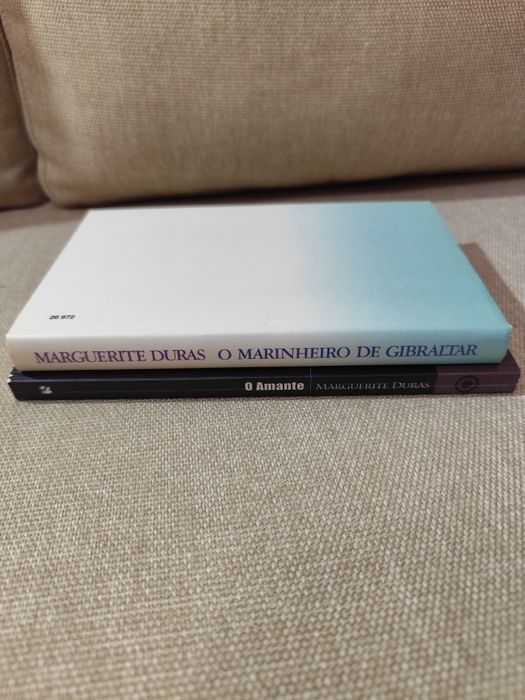 26 972
MARGUERITE DURAS O MARINHEIRO DE GIBRALTAR
O Amante | MARGUERITE DURAS